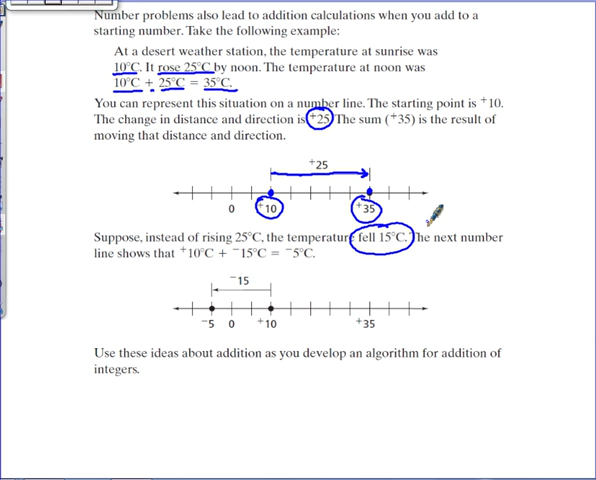 Number problems also lead to addition calculations when you add to a
starting number. Take the following example:
At a desert weather station, the temperature at sunrise was
10°C. It rose 25°C by noon. The temperature at noon was
10°C + 25°C = 35°C.
You can represent this situation on a number line. The starting point is ⁺10.
The change in distance and direction is ⁺25. The sum (⁺35) is the result of
moving that distance and direction.
⁺25
0 ⁺10 ⁺35
Suppose, instead of rising 25°C, the temperature fell 15°C. The next number
line shows that ⁺10°C + ⁻15°C = ⁻5°C.
⁻15
⁻5 0 ⁺10 ⁺35
Use these ideas about addition as you develop an algorithm for addition of
integers.